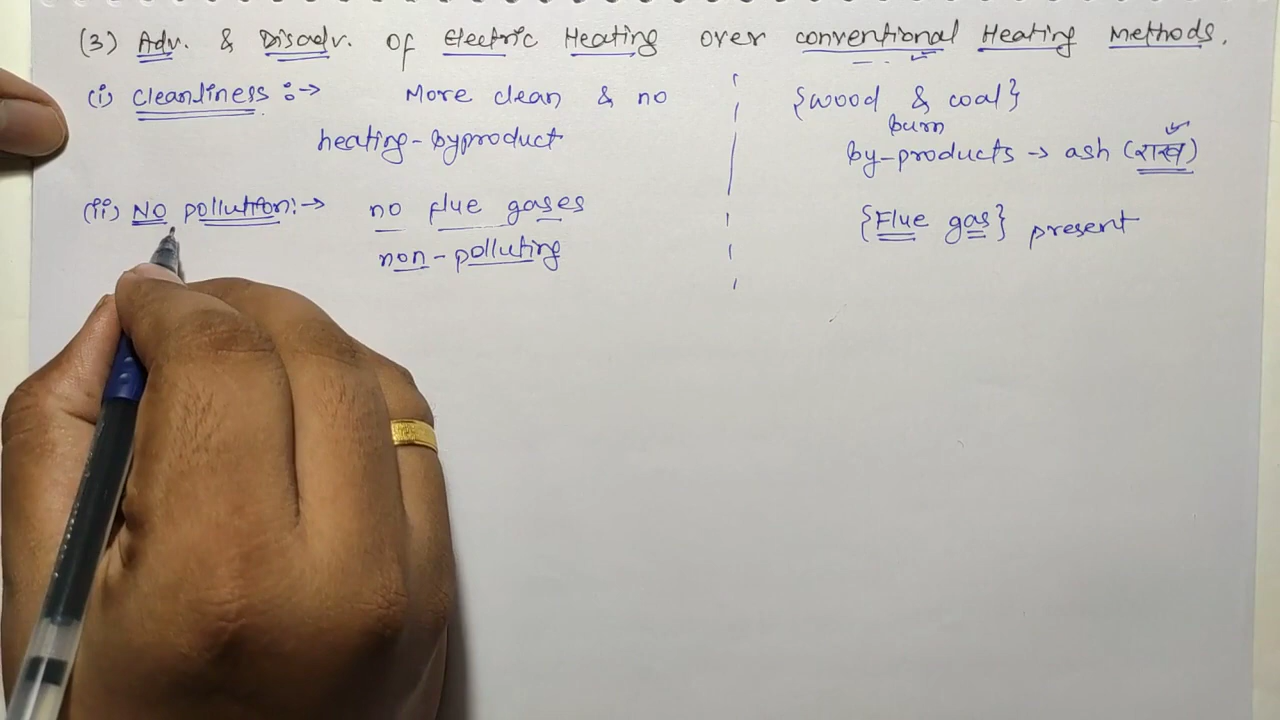 (3) Adv. & Disadv. Of Electric Heating over conventional Heating Methods.
(i) Cleanliness :→ More clean & no {wood & coal}
burn
heating-byproduct by-products → ash (राख)
(ii) NO pollution:→ no flue gases {Flue gas} present
non-polluting